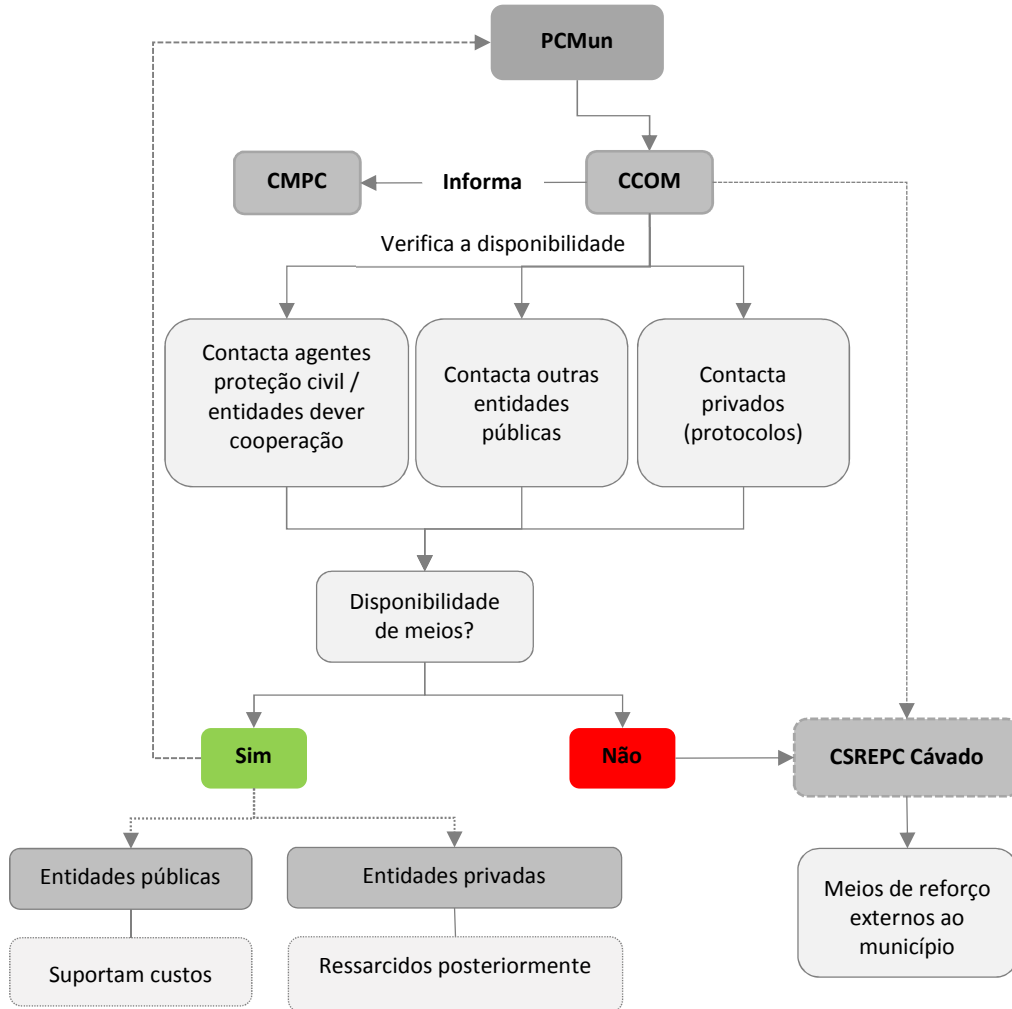 PCMun
CMPC
Informa
CCOM
Verifica a disponibilidade
Contacta agentes
proteção civil /
entidades dever
cooperação
Contacta outras
entidades
públicas
Contacta
privados
(protocolos)
Disponibilidade
de meios?
Sim
Não
CSREPC Cávado
Entidades públicas
Entidades privadas
Meios de reforço
externos ao
município
Suportam custos
Ressarcidos posteriormente